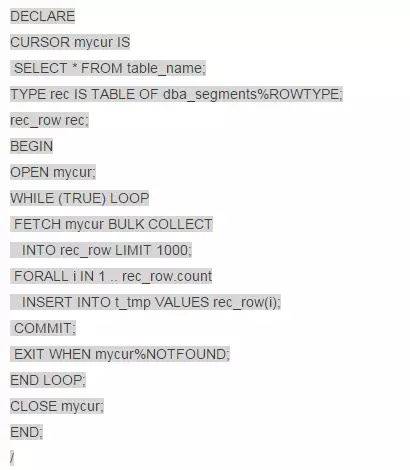 DECLARE
CURSOR mycur IS
SELECT * FROM table_name;
TYPE rec IS TABLE OF dba_segments%ROWTYPE;
rec_row rec;
BEGIN
OPEN mycur;
WHILE (TRUE) LOOP
FETCH mycur BULK COLLECT
INTO rec_row LIMIT 1000;
FORALL i IN 1 .. rec_row.count
INSERT INTO t_tmp VALUES rec_row(i);
COMMIT;
EXIT WHEN mycur%NOTFOUND;
END LOOP;
CLOSE mycur;
END;
/